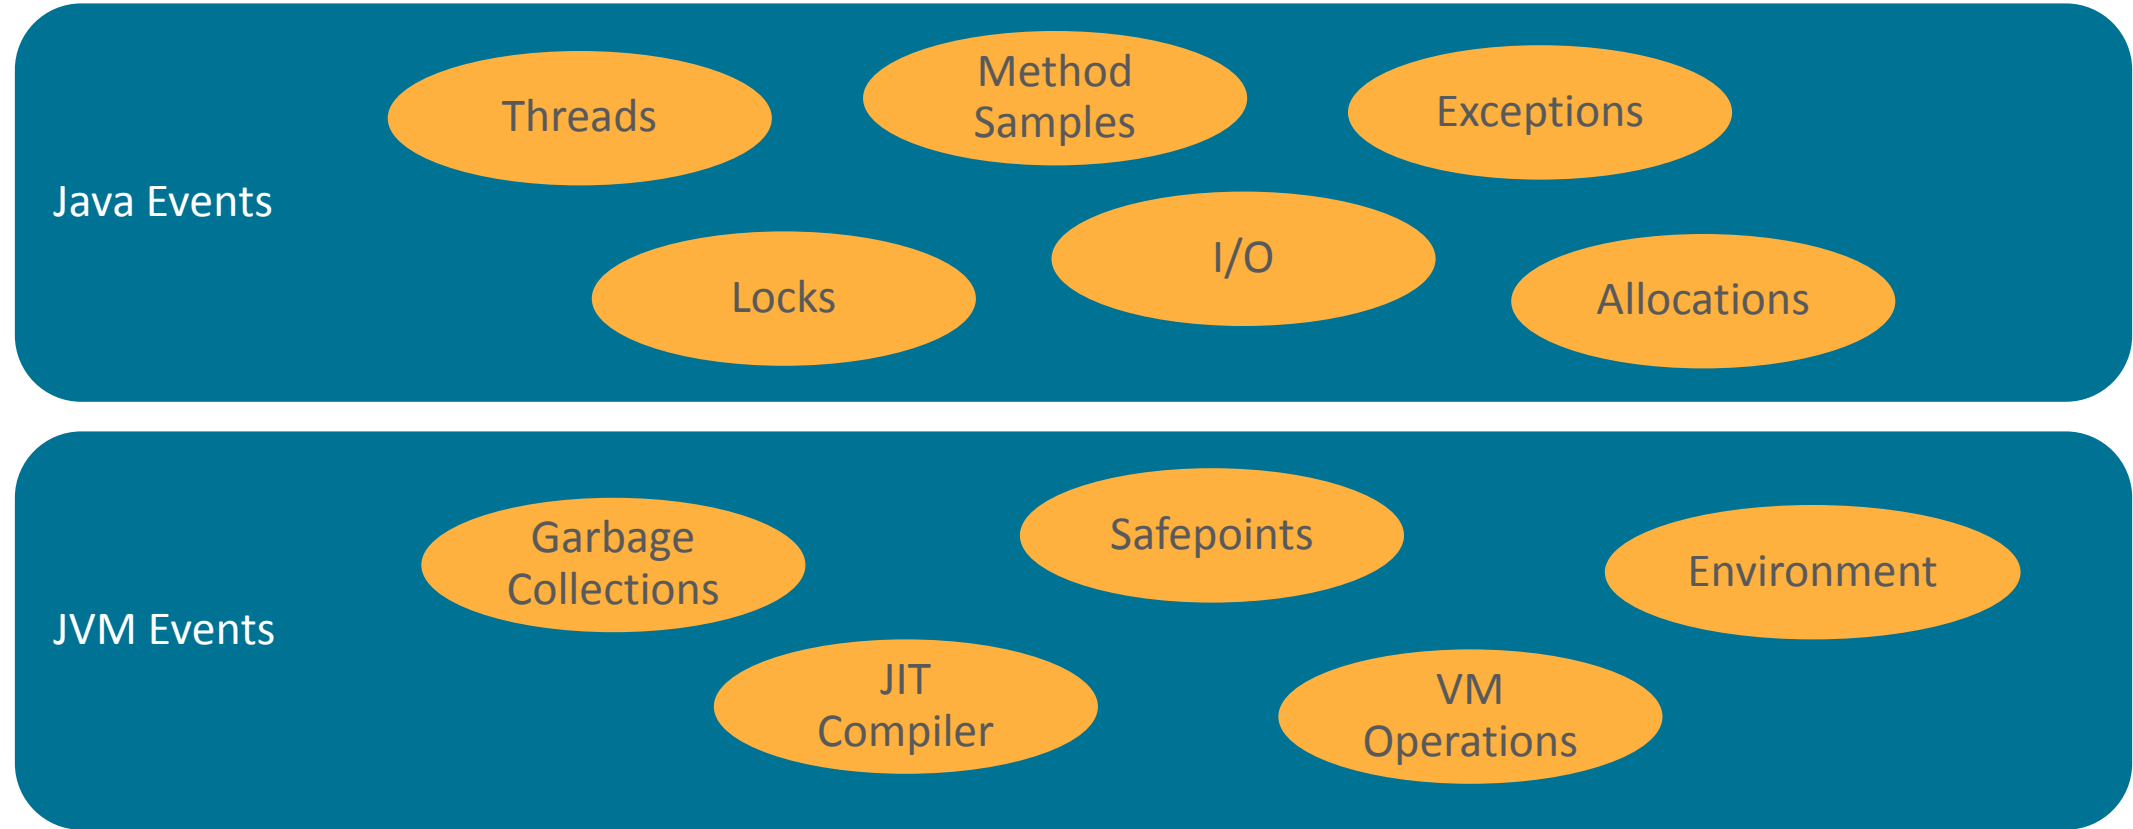 Java Events
Threads
Method
Samples
Exceptions
Locks
I/O
Allocations
JVM Events
Garbage
Collections
Safepoints
Environment
JIT
Compiler
VM
Operations